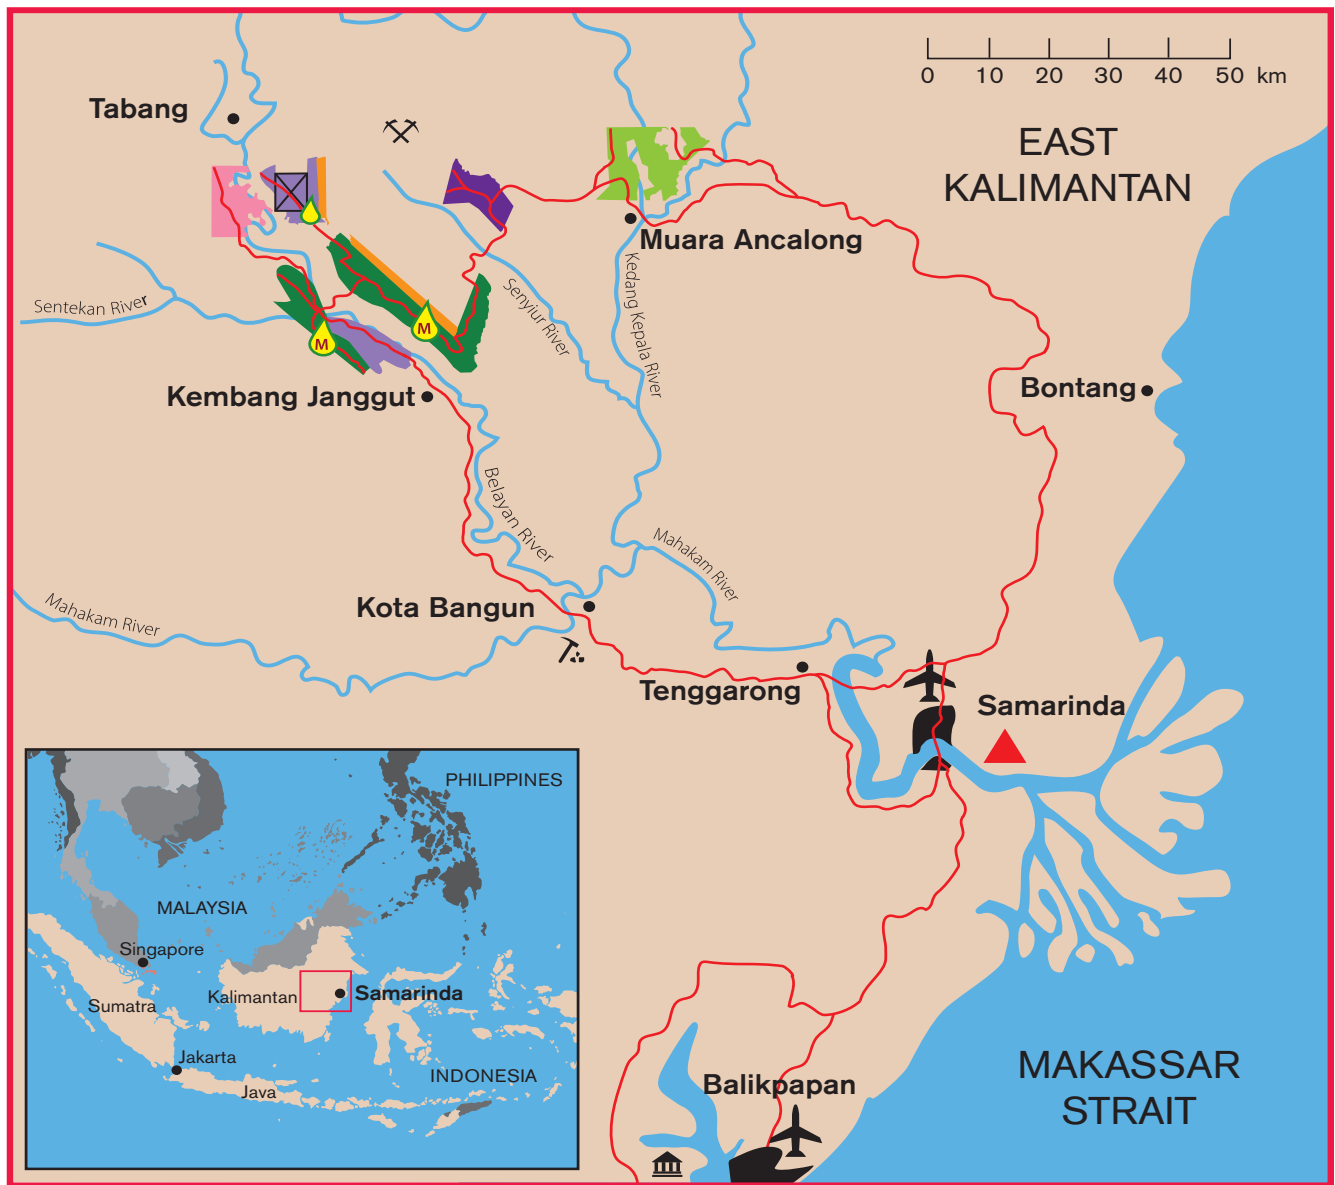 0 10 20 30 40 50 km
Tabang
EAST
KALIMANTAN
Muara Ancalong
Sentekan River
Senyiur River
Kedang Kepala River
M
M
Kembang Janggut
Bontang
Belayan River
Mahakam River
Mahakam River
Kota Bangun
Tenggarong
Samarinda
PHILIPPINES
MALAYSIA
Singapore
Kalimantan
Samarinda
Sumatra
Jakarta
INDONESIA
Java
MAKASSAR
STRAIT
Balikpapan